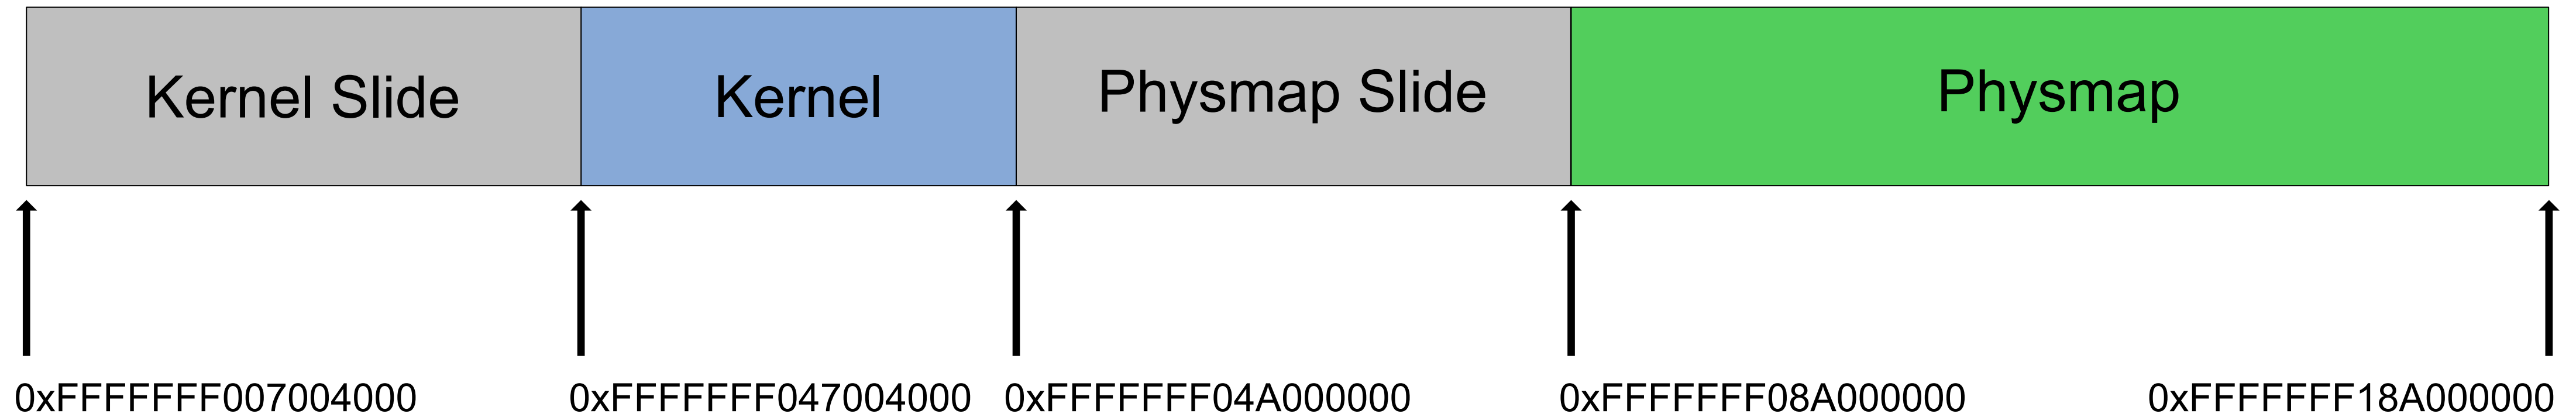 Kernel Slide
Kernel
Physmap Slide
Physmap
0xFFFFFFF007004000
0xFFFFFFF047004000
0xFFFFFFF04A000000
0xFFFFFFF08A000000
0xFFFFFFF18A000000